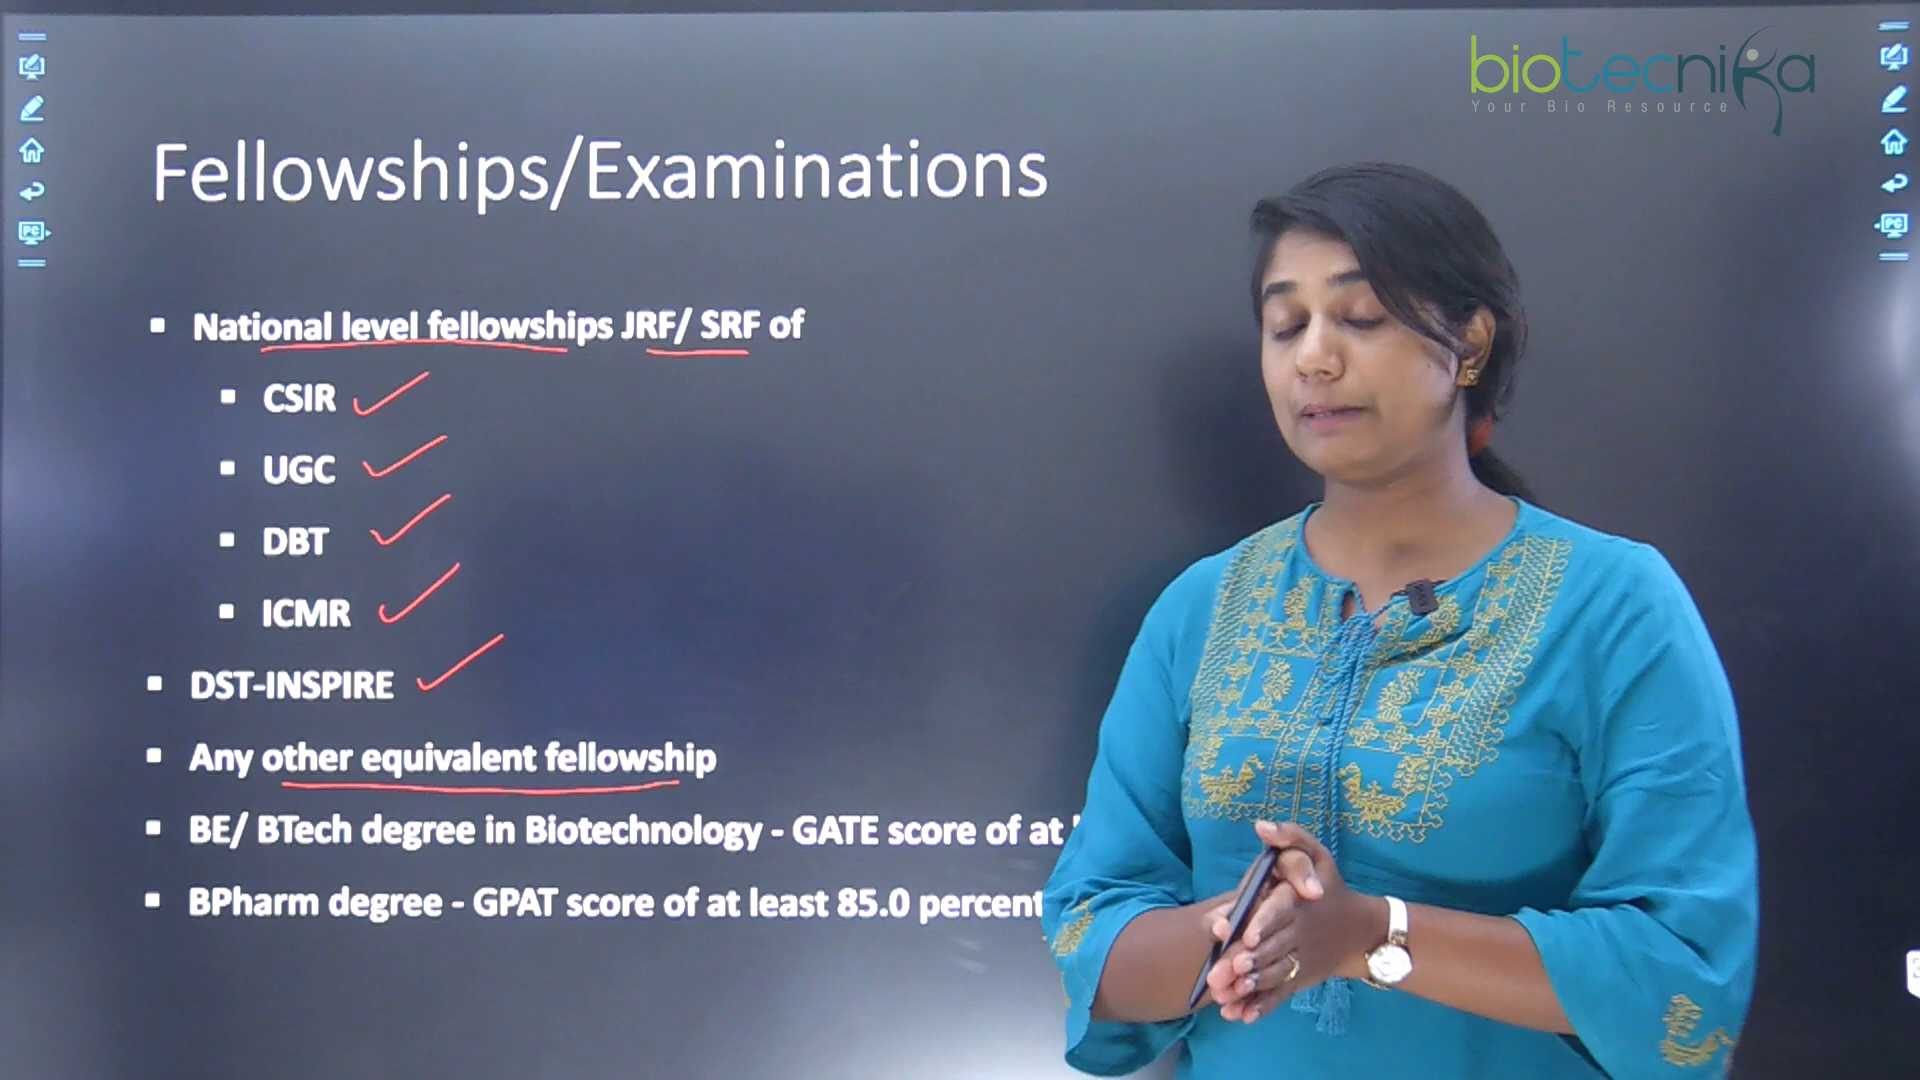 biotecnika
Your Bio Resource
Fellowships/Examinations
National level fellowships JRF/ SRF of
CSIR
UGC
DBT
ICMR
DST-INSPIRE
Any other equivalent fellowship
BE/ BTech degree in Biotechnology - GATE score of at
BPharm degree - GPAT score of at least 85.0 percent
PC
PC